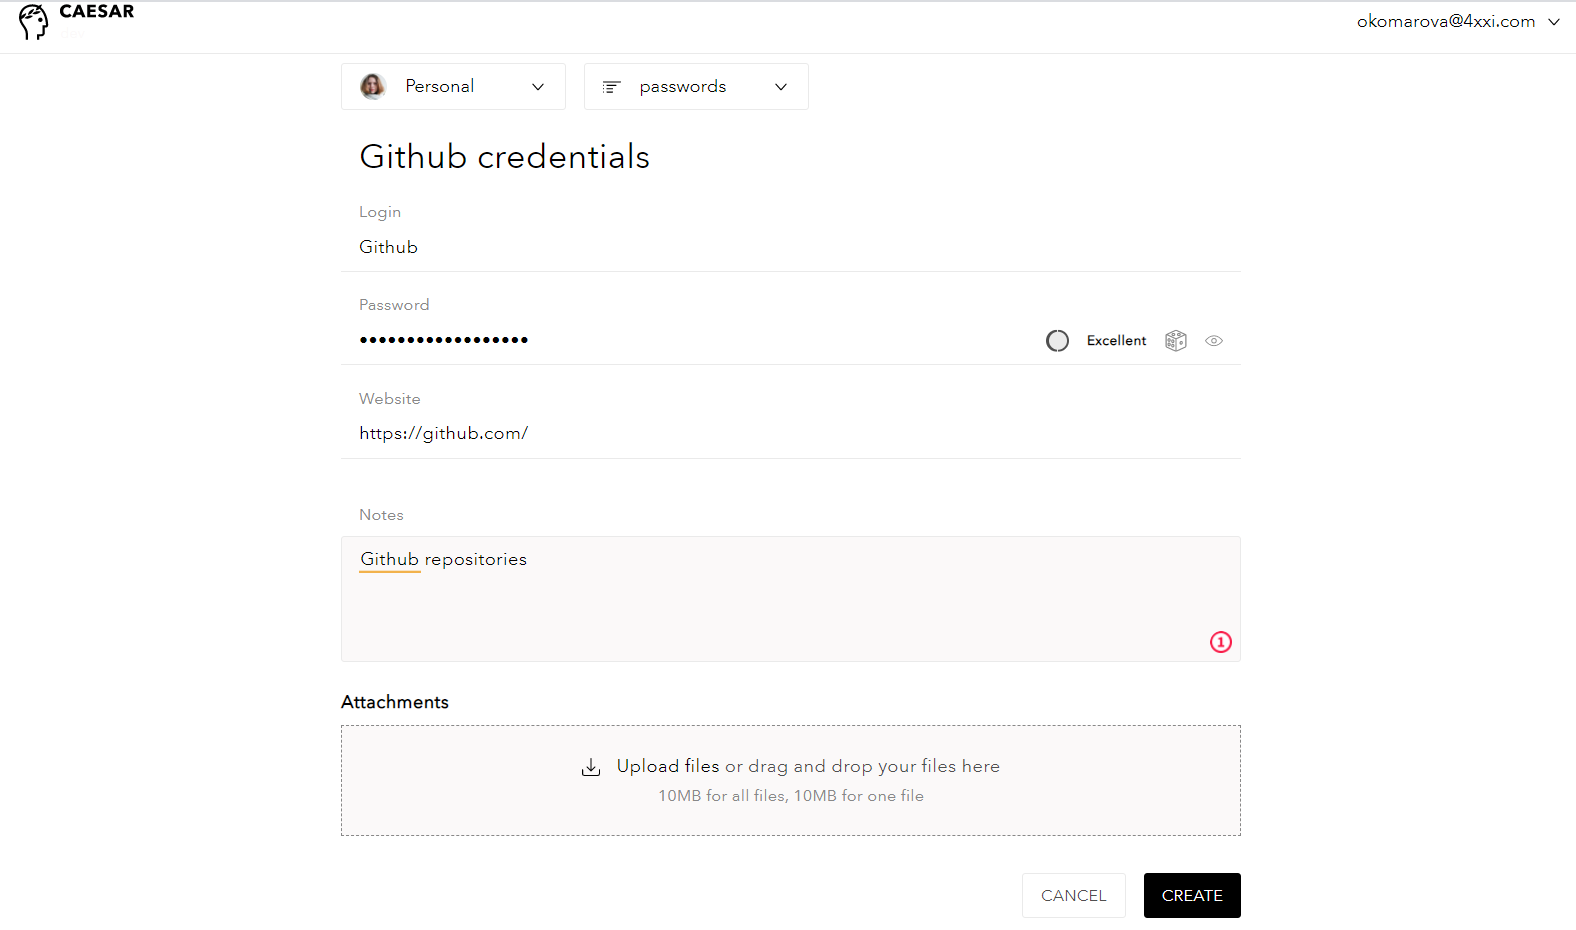 CAESAR
okomarova@4xxi.com
Personal
passwords
Github credentials
Login
Github
Password
••••••••••••••••••
Excellent
Website
https://github.com/
Notes
Github repositories
1
Attachments
Upload files or drag and drop your files here
10MB for all files, 10MB for one file
CANCEL
CREATE